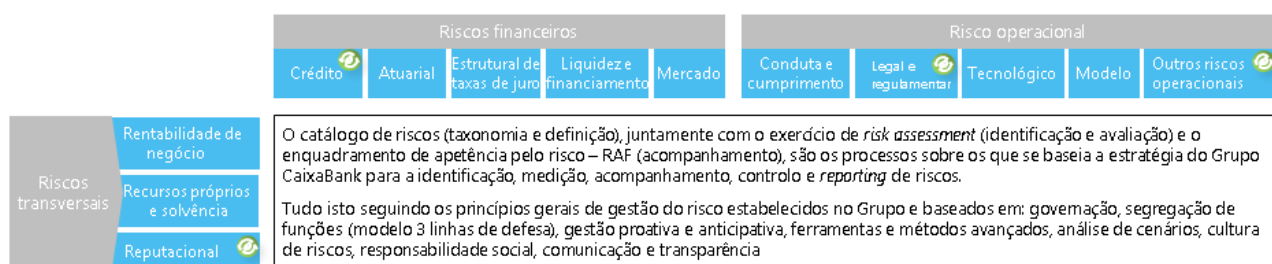 Riscos financeiros
Risco operacional
Crédito
Atuarial
Estrutural de
taxas de juro
Liquidez e
financiamento
Mercado
Conduta e
cumprimento
Legal e
regulamentar
Tecnológico
Modelo
Outros riscos
operacionais
Riscos
transversais
Rentabilidade de
negócio
Recursos próprios
e solvência
Reputacional
O catálogo de riscos (taxonomia e definição), juntamente com o exercício de risk assessment (identificação e avaliação) e o
enquadramento de apetência pelo risco – RAF (acompanhamento), são os processos sobre os que se baseia a estratégia do Grupo
CaixaBank para a identificação, medição, acompanhamento, controlo e reporting de riscos.
Tudo isto seguindo os princípios gerais de gestão do risco estabelecidos no Grupo e baseados em: governação, segregação de
funções (modelo 3 linhas de defesa), gestão proativa e anticipativa, ferramentas e métodos avançados, análise de cenários, cultura
de riscos, responsabilidade social, comunicação e transparência